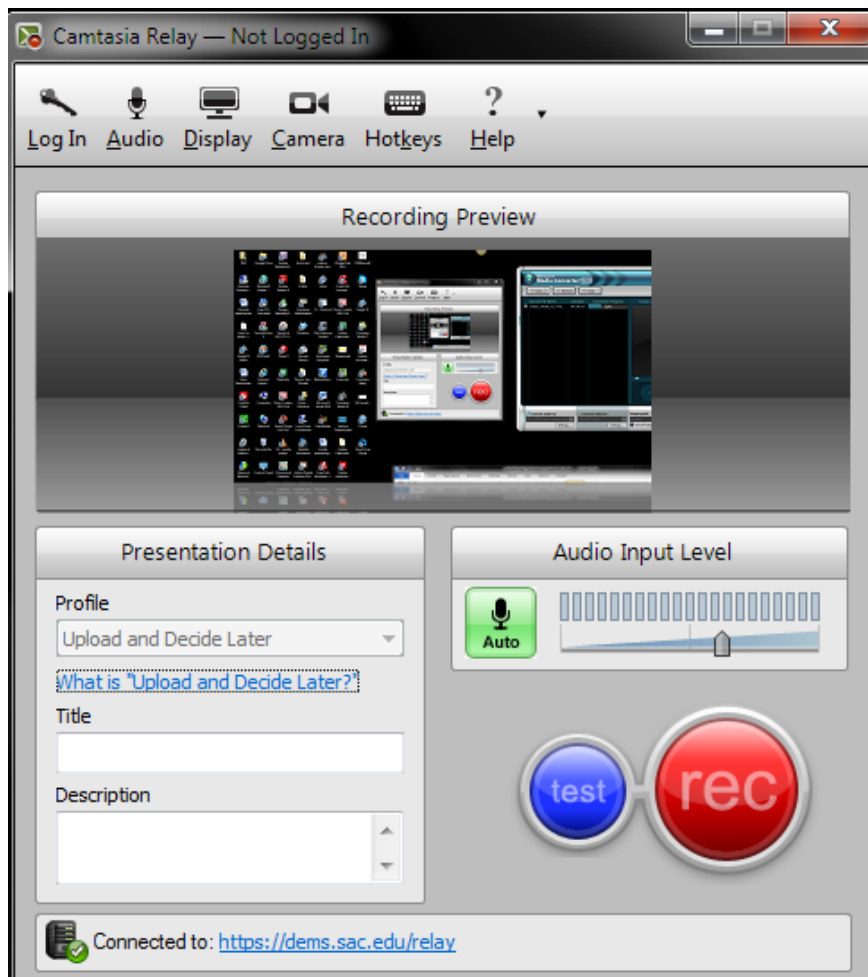 Camtasia Relay — Not Logged In
Log In Audio Display Camera Hotkeys Help
Recording Preview
Presentation Details
Profile
Upload and Decide Later
What is "Upload and Decide Later?"
Title
Description
Audio Input Level
Auto
test rec
Connected to: https://dems.sac.edu/relay